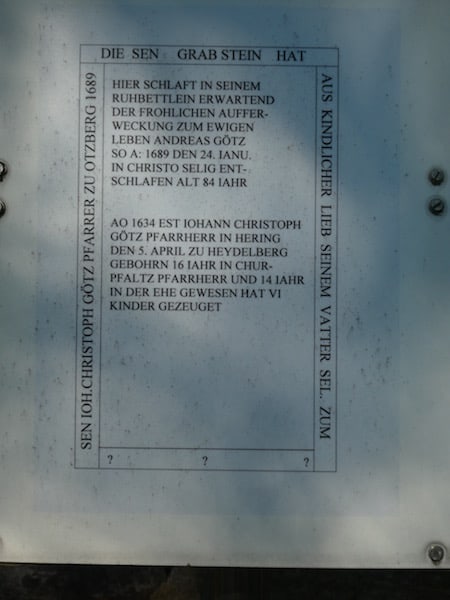 DIE SEN GRAB STEIN HAT
AUS KINDLICHER LIEB SEINEM VATTER SEL. ZUM
? ? ?
SEN IOH.CHRISTOPH GÖTZ PFARRER ZU OTZBERG 1689
HIER SCHLAFT IN SEINEM
RUHBETTLEIN ERWARTEND
DER FROHLICHEN AUFFER-
WECKUNG ZUM EWIGEN
LEBEN ANDREAS GÖTZ
SO A: 1689 DEN 24. IANU.
IN CHRISTO SELIG ENT-
SCHLAFEN ALT 84 IAHR
AO 1634 EST IOHANN CHRISTOPH
GÖTZ PFARRHERR IN HERING
DEN 5. APRIL ZU HEYDELBERG
GEBOHRN 16 IAHR IN CHUR-
PFALTZ PFARRHERR UND 14 IAHR
IN DER EHE GEWESEN HAT VI
KINDER GEZEUGET